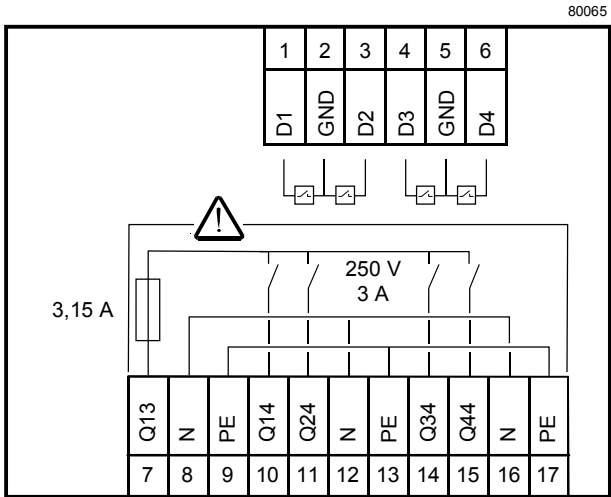 80065
1 2 3 4 5 6
D1 GND D2 D3 GND D4
250 V
3 A
3,15 A
Q13 N PE Q14 Q24 N PE Q34 Q44 N PE
7 8 9 10 11 12 13 14 15 16 17